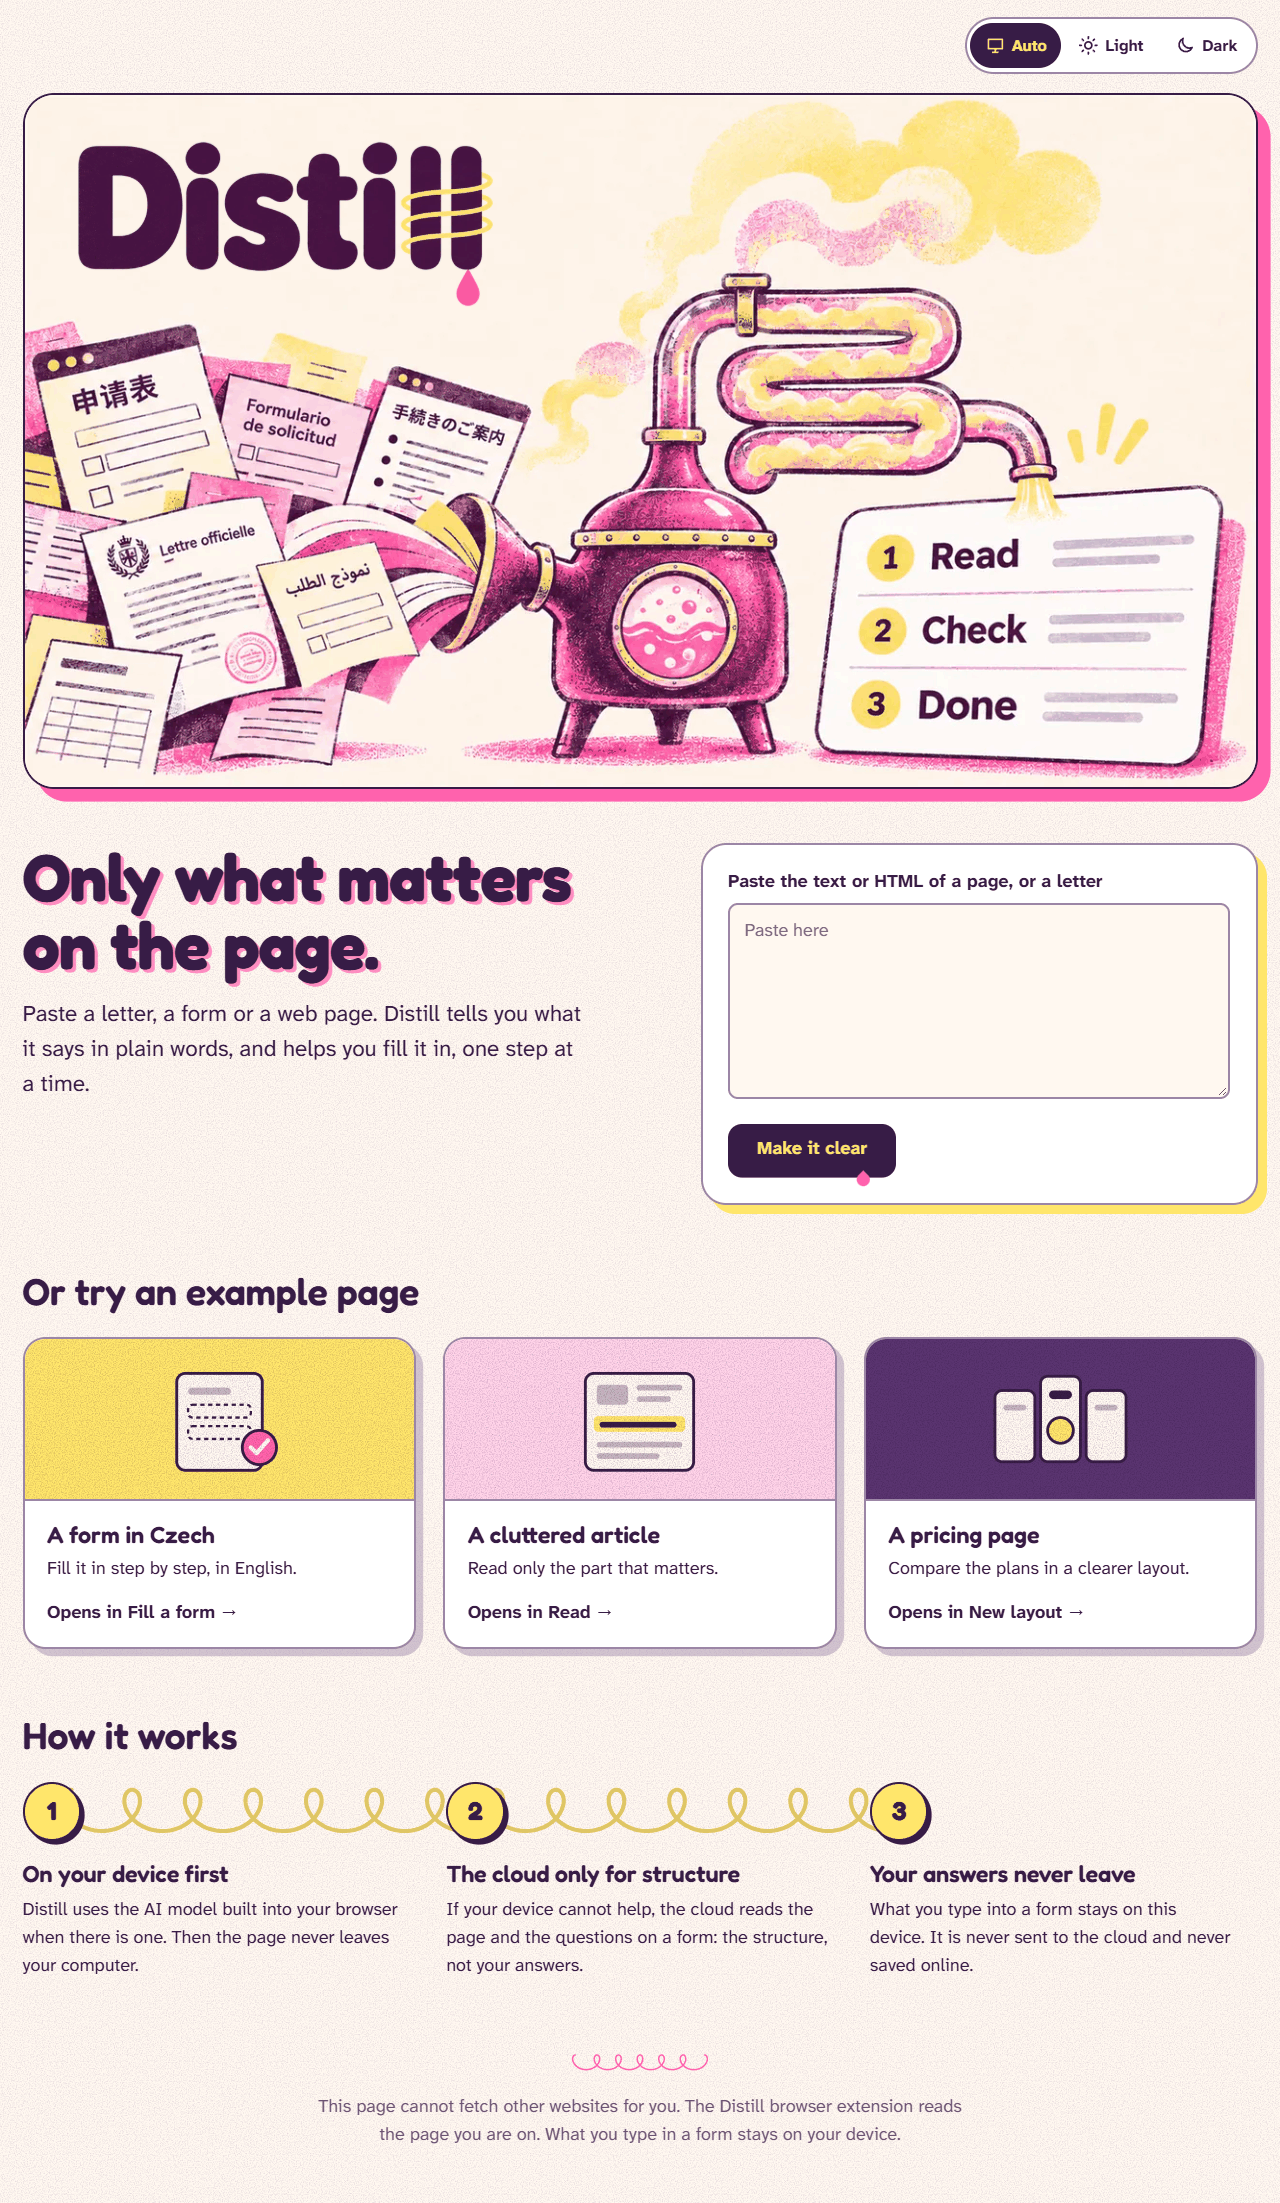 Auto
Light
Dark
Distill
申请表
Formulario
de solicitud
手続きのご案内
Lettre officielle
نموذج الطلب
1 Read
2 Check
3 Done
Only what matters
on the page.
Paste a letter, a form or a web page. Distill tells you what
it says in plain words, and helps you fill it in, one step at
a time.
Paste the text or HTML of a page, or a letter
Paste here
Make it clear
Or try an example page
A form in Czech
Fill it in step by step, in English.
Opens in Fill a form →
A cluttered article
Read only the part that matters.
Opens in Read →
A pricing page
Compare the plans in a clearer layout.
Opens in New layout →
How it works
1
On your device first
Distill uses the AI model built into your browser
when there is one. Then the page never leaves
your computer.
2
The cloud only for structure
If your device cannot help, the cloud reads the
page and the questions on a form: the structure,
not your answers.
3
Your answers never leave
What you type into a form stays on this
device. It is never sent to the cloud and never
saved online.
This page cannot fetch other websites for you. The Distill browser extension reads
the page you are on. What you type in a form stays on your device.